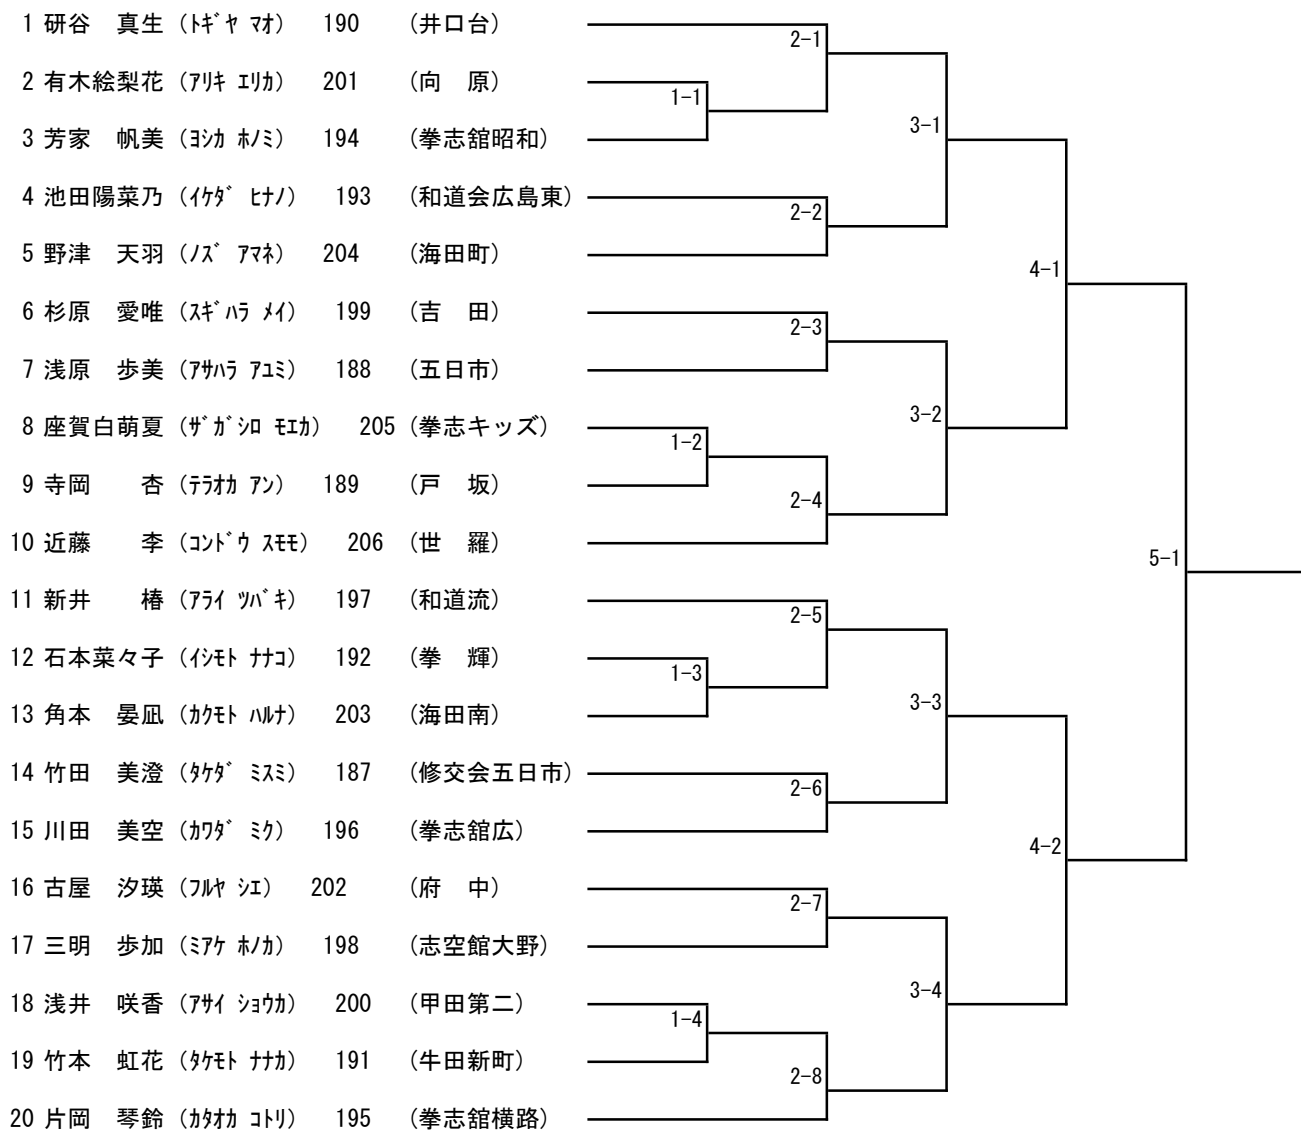 1 研谷　真生（ﾄｷﾞﾔ ﾏｵ）　190　（井口台）
2-1
2 有木絵梨花（ｱﾘｷ ｴﾘｶ）　201　（向　原）
1-1
3 芳家　帆美（ﾖｼｶ ﾎﾉﾐ）　194　（拳志舘昭和）
3-1
4 池田陽菜乃（ｲｹﾀﾞ ﾋﾅﾉ）　193　（和道会広島東）
2-2
5 野津　天羽（ﾉｽﾞ ｱﾏﾈ）　204　（海田町）
4-1
6 杉原　愛唯（ｽｷﾞﾊﾗ ﾒｲ）　199　（吉　田）
2-3
7 浅原　歩美（ｱｻﾊﾗ ｱﾕﾐ）　188　（五日市）
3-2
8 座賀白萌夏（ｻﾞｶﾞｼﾛ ﾓｴｶ）　205 （拳志キッズ）
1-2
9 寺岡　　杏（ﾃﾗｵｶ ｱﾝ）　189　（戸　坂）
2-4
10 近藤　　李（ｺﾝﾄﾞｳ ｽﾓﾓ）　206　（世　羅）
5-1
11 新井　　椿（ｱﾗｲ ﾂﾊﾞｷ）　197　（和道流）
2-5
12 石本菜々子（ｲｼﾓﾄ ﾅﾅｺ）　192　（拳　輝）
1-3
13 角本　晏凪（ｶｸﾓﾄ ﾊﾙﾅ）　203　（海田南）
3-3
14 竹田　美澄（ﾀｹﾀﾞ ﾐｽﾐ）　187　（修交会五日市）
2-6
15 川田　美空（ｶﾜﾀﾞ ﾐｸ）　196　（拳志舘広）
4-2
16 古屋　汐瑛（ﾌﾙﾔ ｼｴ）　202　（府　中）
2-7
17 三明　歩加（ﾐｱｹ ﾎﾉｶ）　198　（志空館大野）
3-4
18 浅井　咲香（ｱｻｲ ｼｮｳｶ）　200　（甲田第二）
1-4
19 竹本　虹花（ﾀｹﾓﾄ ﾅﾅｶ）　191　（牛田新町）
2-8
20 片岡　琴鈴（ｶﾀｵｶ ｺﾄﾘ）　195　（拳志舘横路）